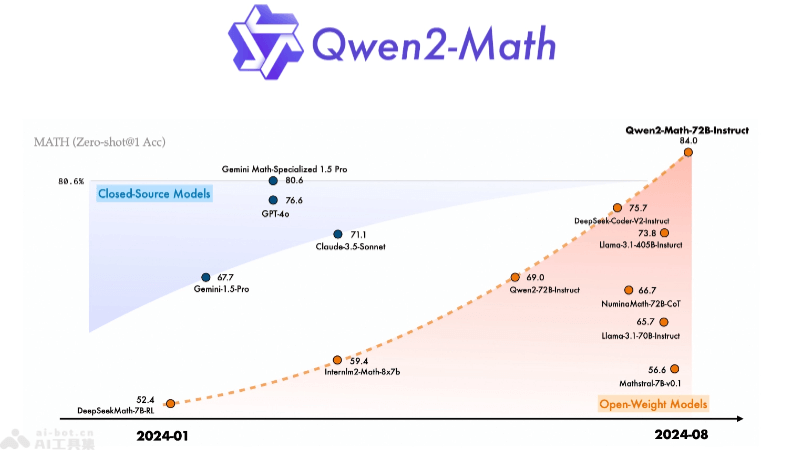 Qwen2-Math
MATH (Zero-shot@1 Acc)
Qwen2-Math-72B-Instruct
84.0
Gemini Math-Specialized 1.5 Pro
80.6%
80.6
Closed-Source Models
76.6
GPT-4o
75.7
DeepSeek-Coder-V2-Instruct
71.1
Claude-3.5-Sonnet
73.8
Llama-3.1-405B-Insturct
67.7
Gemini-1.5-Pro
69.0
Qwen2-72B-Instruct
66.7
NuminaMath-72B-CoT
65.7
Llama-3.1-70B-Instruct
59.4
Internlm2-Math-8x7b
56.6
Mathstral-7B-v0.1
52.4
DeepSeekMath-7B-RL
Open-Weight Models
2024-01
2024-08
ai-bot.cn
AI工具集